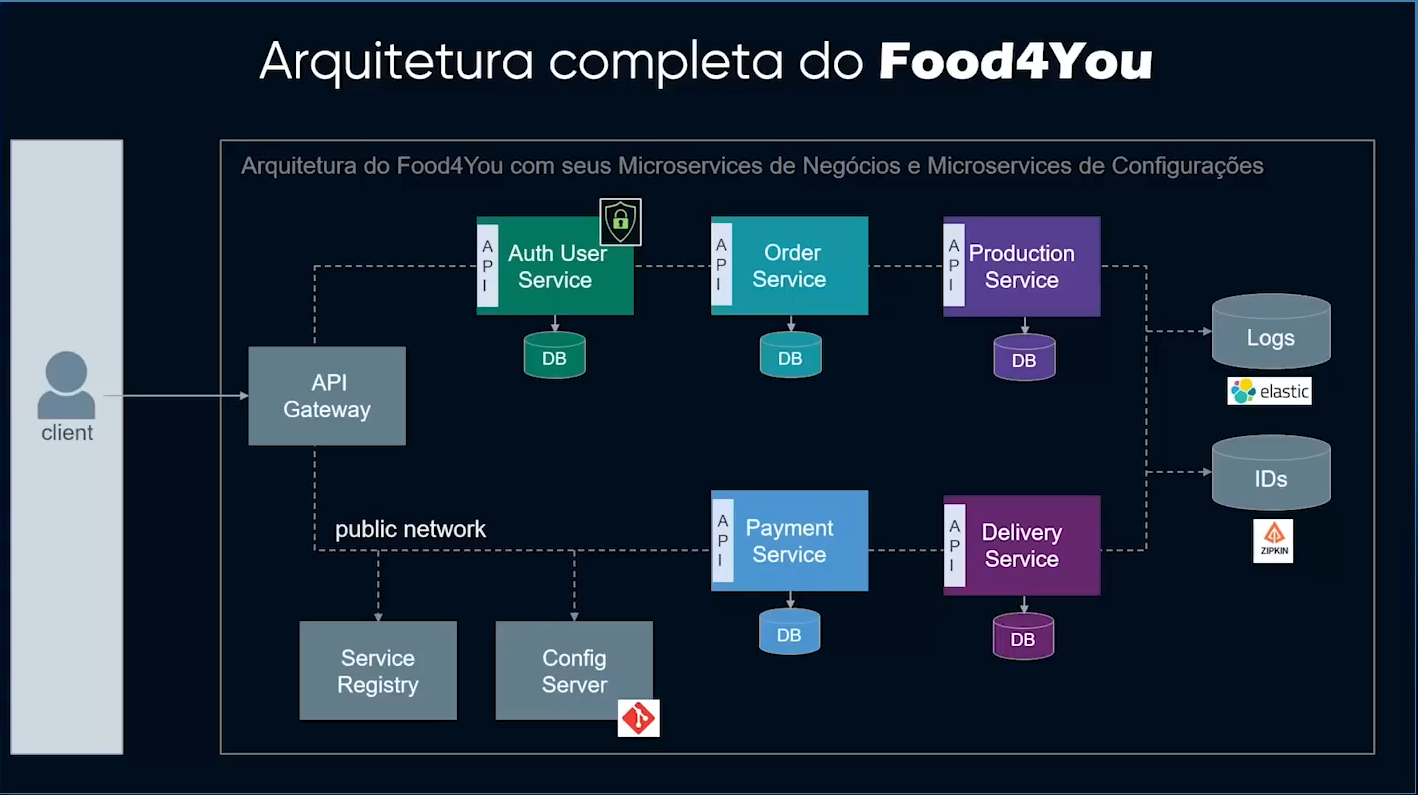 Arquitetura completa do Food4You
Arquitetura do Food4You com seus Microservices de Negócios e Microservices de Configurações
API
Auth User
Service
DB
API
Order
Service
DB
API
Production
Service
DB
Logs
elastic
API
Gateway
client
IDs
ZIPKIN
public network
API
Payment
Service
DB
API
Delivery
Service
DB
Service
Registry
Config
Server